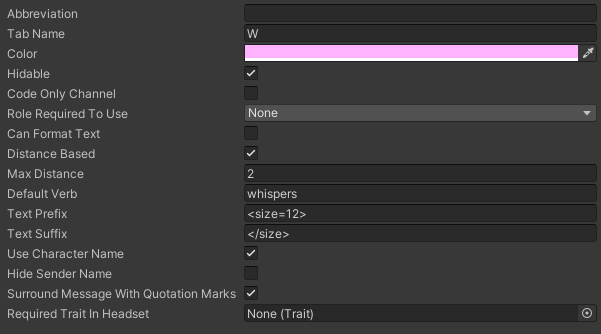 Abbreviation
Tab Name W
Color
Hidable
Code Only Channel
Role Required To Use None
Can Format Text
Distance Based
Max Distance 2
Default Verb whispers
Text Prefix <size=12>
Text Suffix </size>
Use Character Name
Hide Sender Name
Surround Message With Quotation Marks
Required Trait In Headset None (Trait)